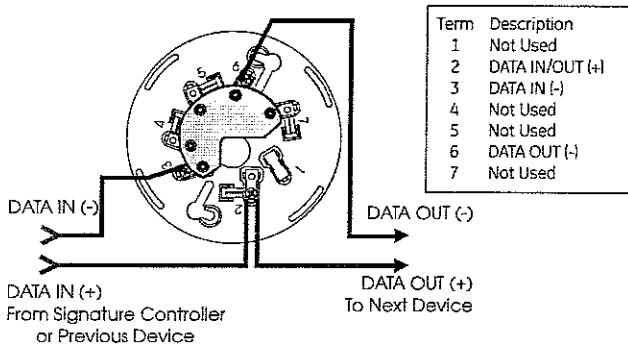 Term Description
1 Not Used
2 DATA IN/OUT (+)
3 DATA IN (-)
4 Not Used
5 Not Used
6 DATA OUT (-)
7 Not Used
6
5
7
4
3
1
2
DATA IN (-)
DATA OUT (-)
DATA IN (+)
From Signature Controller
or Previous Device
DATA OUT (+)
To Next Device